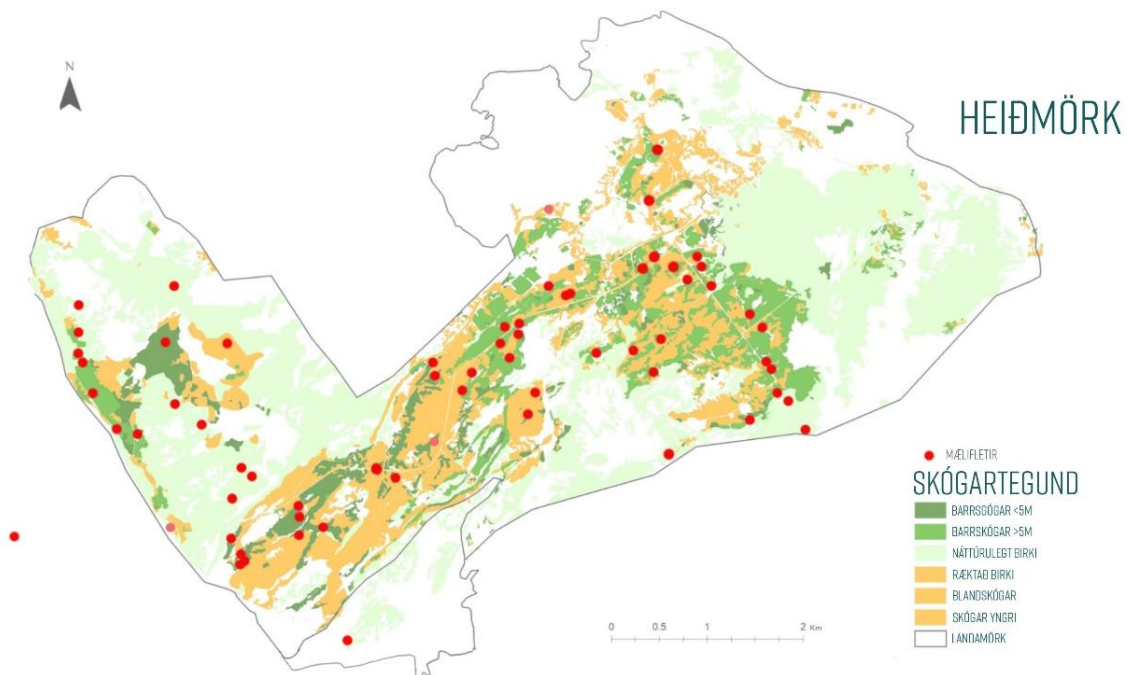 N
HEIÐMÖRK
MÆLIFLETIR
SKÓGARTEGUND
BARRSGÓGAR <5M
BARRSKÓGAR >5M
NÁTTÚRULEGT BIRKI
RÆKTAÐ BIRKI
BLANDSKÓGAR
SKÓGAR YNGRI
LANDAMÖRK
0 0.5 1 2 Km